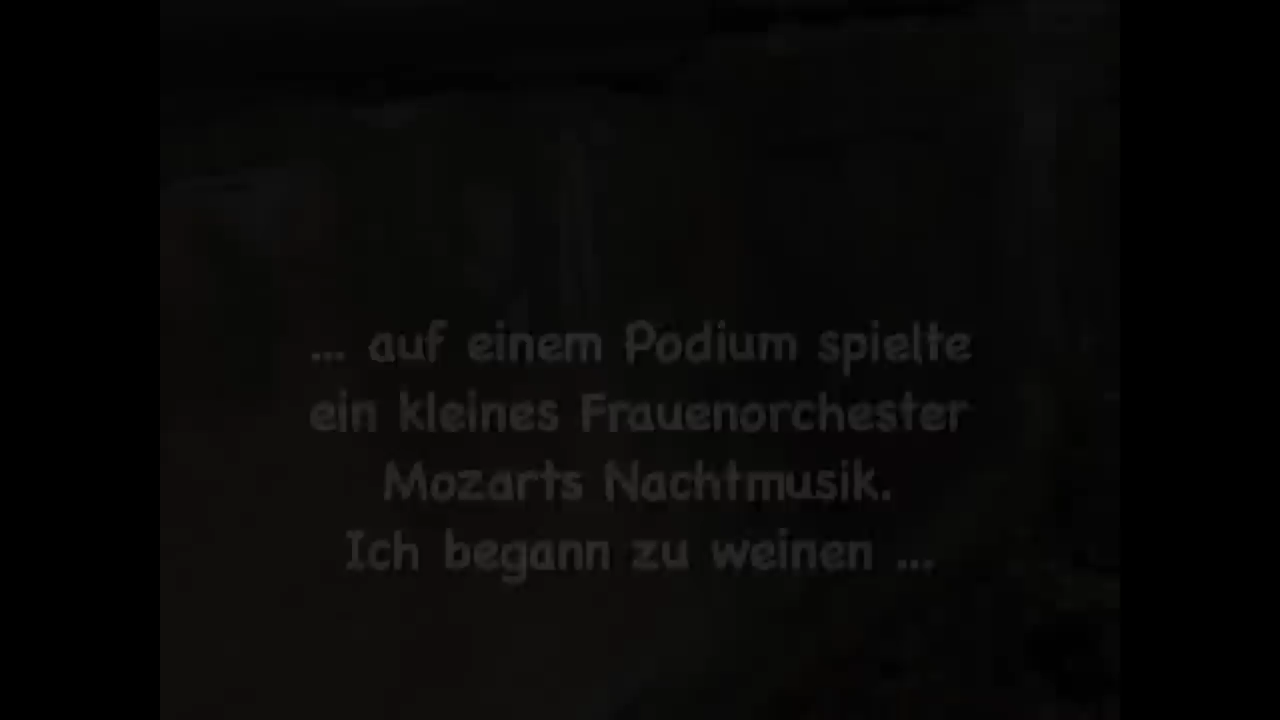 ... auf einem Podium spielte
ein kleines Frauenorchester
Mozarts Nachtmusik.
Ich begann zu weinen ...